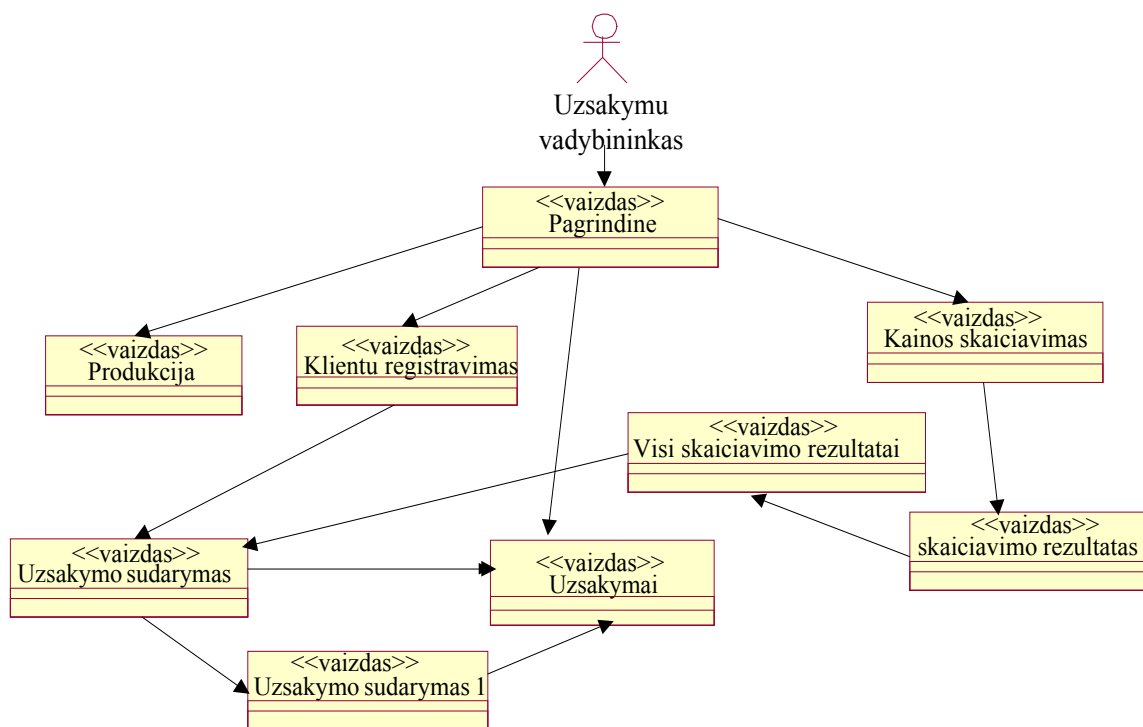 Uzsakymu
vadybininkas
<<vaizdas>>
Pagrindine
<<vaizdas>>
Produkcija
<<vaizdas>>
Klientu registravimas
<<vaizdas>>
Kainos skaiciavimas
<<vaizdas>>
Visi skaiciavimo rezultatai
<<vaizdas>>
skaiciavimo rezultatas
<<vaizdas>>
Uzsakymo sudarymas
<<vaizdas>>
Uzsakymai
<<vaizdas>>
Uzsakymo sudarymas 1